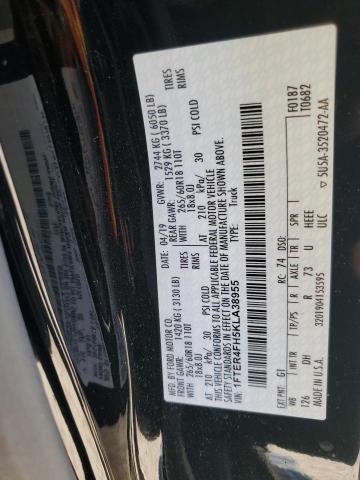 MFD. BY FORD MOTOR CO.
DATE: 04/19 GVWR: 2744 KG ( 6050 LB)
FRONT GAWR: 1420 KG ( 3130 LB) REAR GAWR: 1529 KG ( 3370 LB)
WITH 265/60R18 110T TIRES WITH 265/60R18 110T TIRES
18x8.0J RIMS 18x8.0J RIMS
AT 210 kPa/ 30 PSI COLD AT 210 kPa/ 30 PSI COLD
THIS VEHICLE CONFORMS TO ALL APPLICABLE FEDERAL MOTOR VEHICLE
SAFETY STANDARDS IN EFFECT ON THE DATE OF MANUFACTURE SHOWN ABOVE.
VIN: 1FTER4FH5KLA38955
TYPE: Truck
F0187
T0682
EXT PNT: G1 RC: 74 DSO:
WB INT TR TP/PS R AXLE TR SPR
126 DH R 73 U HEEE
3201904153595 ULC
5U5A-3520472-AA